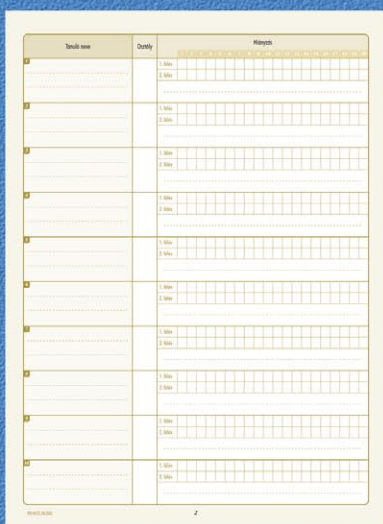 Tanuló neve Osztály Hiányzás
1 1. félév
2. félév
2 1. félév
2. félév
3 1. félév
2. félév
4 1. félév
2. félév
5 1. félév
2. félév
6 1. félév
2. félév
7 1. félév
2. félév
8 1. félév
2. félév
9 1. félév
2. félév
10 1. félév
2. félév
2